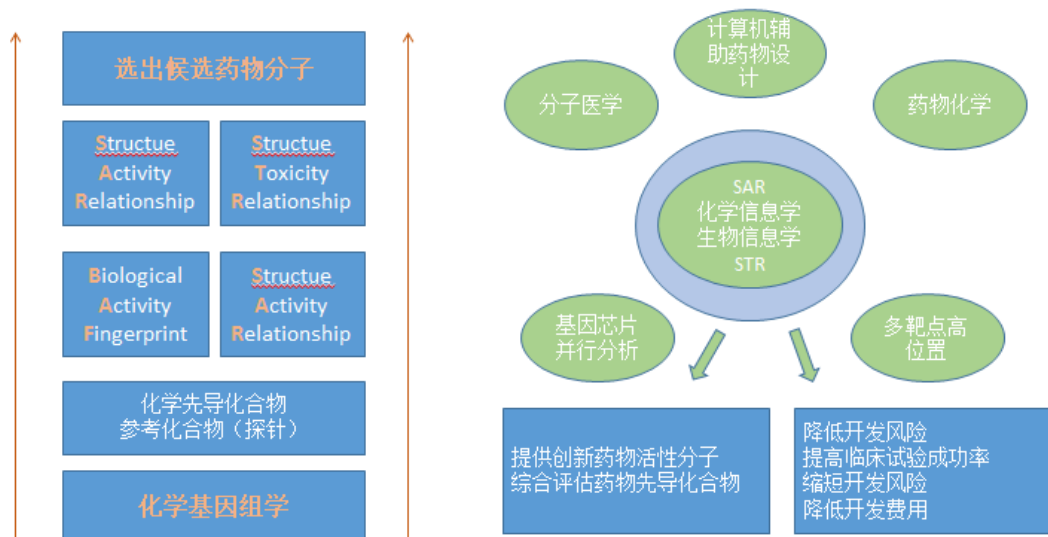 选出候选药物分子
Structue
Activity
Relationship
Structue
Toxicity
Relationship
Biological
Activity
Fingerprint
Structue
Activity
Relationship
化学先导化合物
参考化合物（探针）
化学基因组学
计算机辅
助药物设
计
分子医学
药物化学
SAR
化学信息学
生物信息学
STR
基因芯片
并行分析
多靶点高
位置
提供创新药物活性分子
综合评估药物先导化合物
降低开发风险
提高临床试验成功率
缩短开发风险
降低开发费用